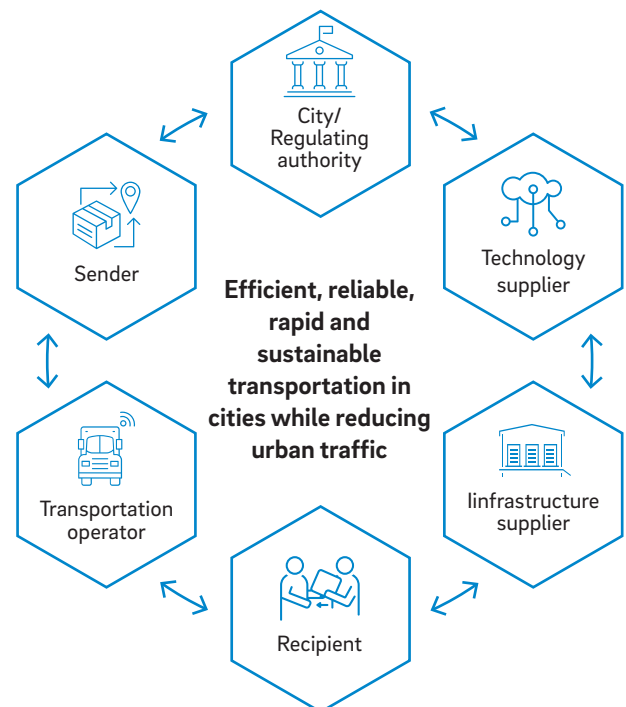 City/
Regulating
authority
Sender
Technology
supplier
Efficient, reliable,
rapid and
sustainable
transportation in
cities while reducing
urban traffic
Transportation
operator
Iinfrastructure
supplier
Recipient